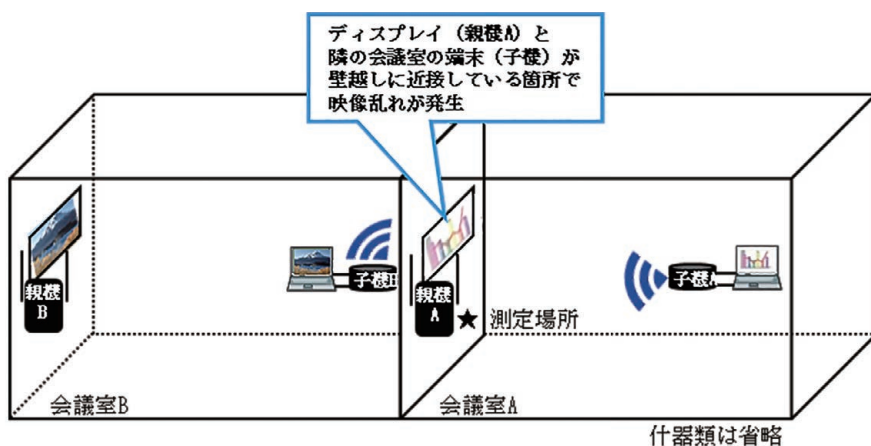 ディスプレイ（親機A）と
隣の会議室の端末（子機）が
壁越しに近接している箇所で
映像乱れが発生
親機
B
子機B
親機
A
★ 測定場所
子機A
会議室B
会議室A
什器類は省略